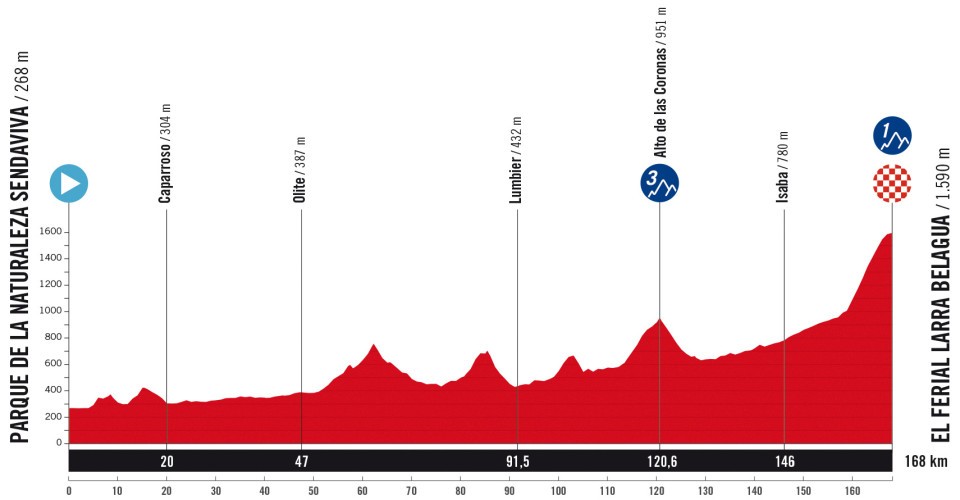 PARQUE DE LA NATURALEZA SENDAVIVA / 268 m
Caparroso / 304 m
Olite / 387 m
Lumbier / 432 m
Alto de las Coronas / 951 m
3
Isaba / 780 m
1
EL FERIAL LARRA BELAGUA / 1.590 m
1600
1400
1200
1000
800
600
400
200
0
20 47 91,5 120,6 146 168 km
0 10 20 30 40 50 60 70 80 90 100 110 120 130 140 150 160